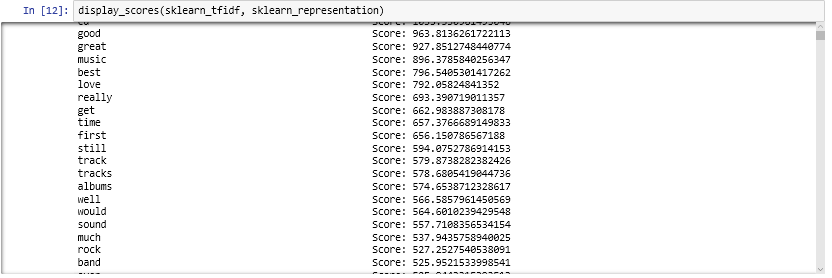 In [12]: display_scores(sklearn_tfidf, sklearn_representation)
good Score: 963.8136261722113
great Score: 927.8512748440774
music Score: 896.3785840256347
best Score: 796.5405301417262
love Score: 792.05824841352
really Score: 693.390719011357
get Score: 662.983887308178
time Score: 657.3766689149833
first Score: 656.150786567188
still Score: 594.0752786914153
track Score: 579.8738282382426
tracks Score: 578.6805419044736
albums Score: 574.6538712328617
well Score: 566.5857961450569
would Score: 564.6010239429548
sound Score: 557.7108356534154
much Score: 537.9435758940025
rock Score: 527.2527540538091
band Score: 525.9521533998541